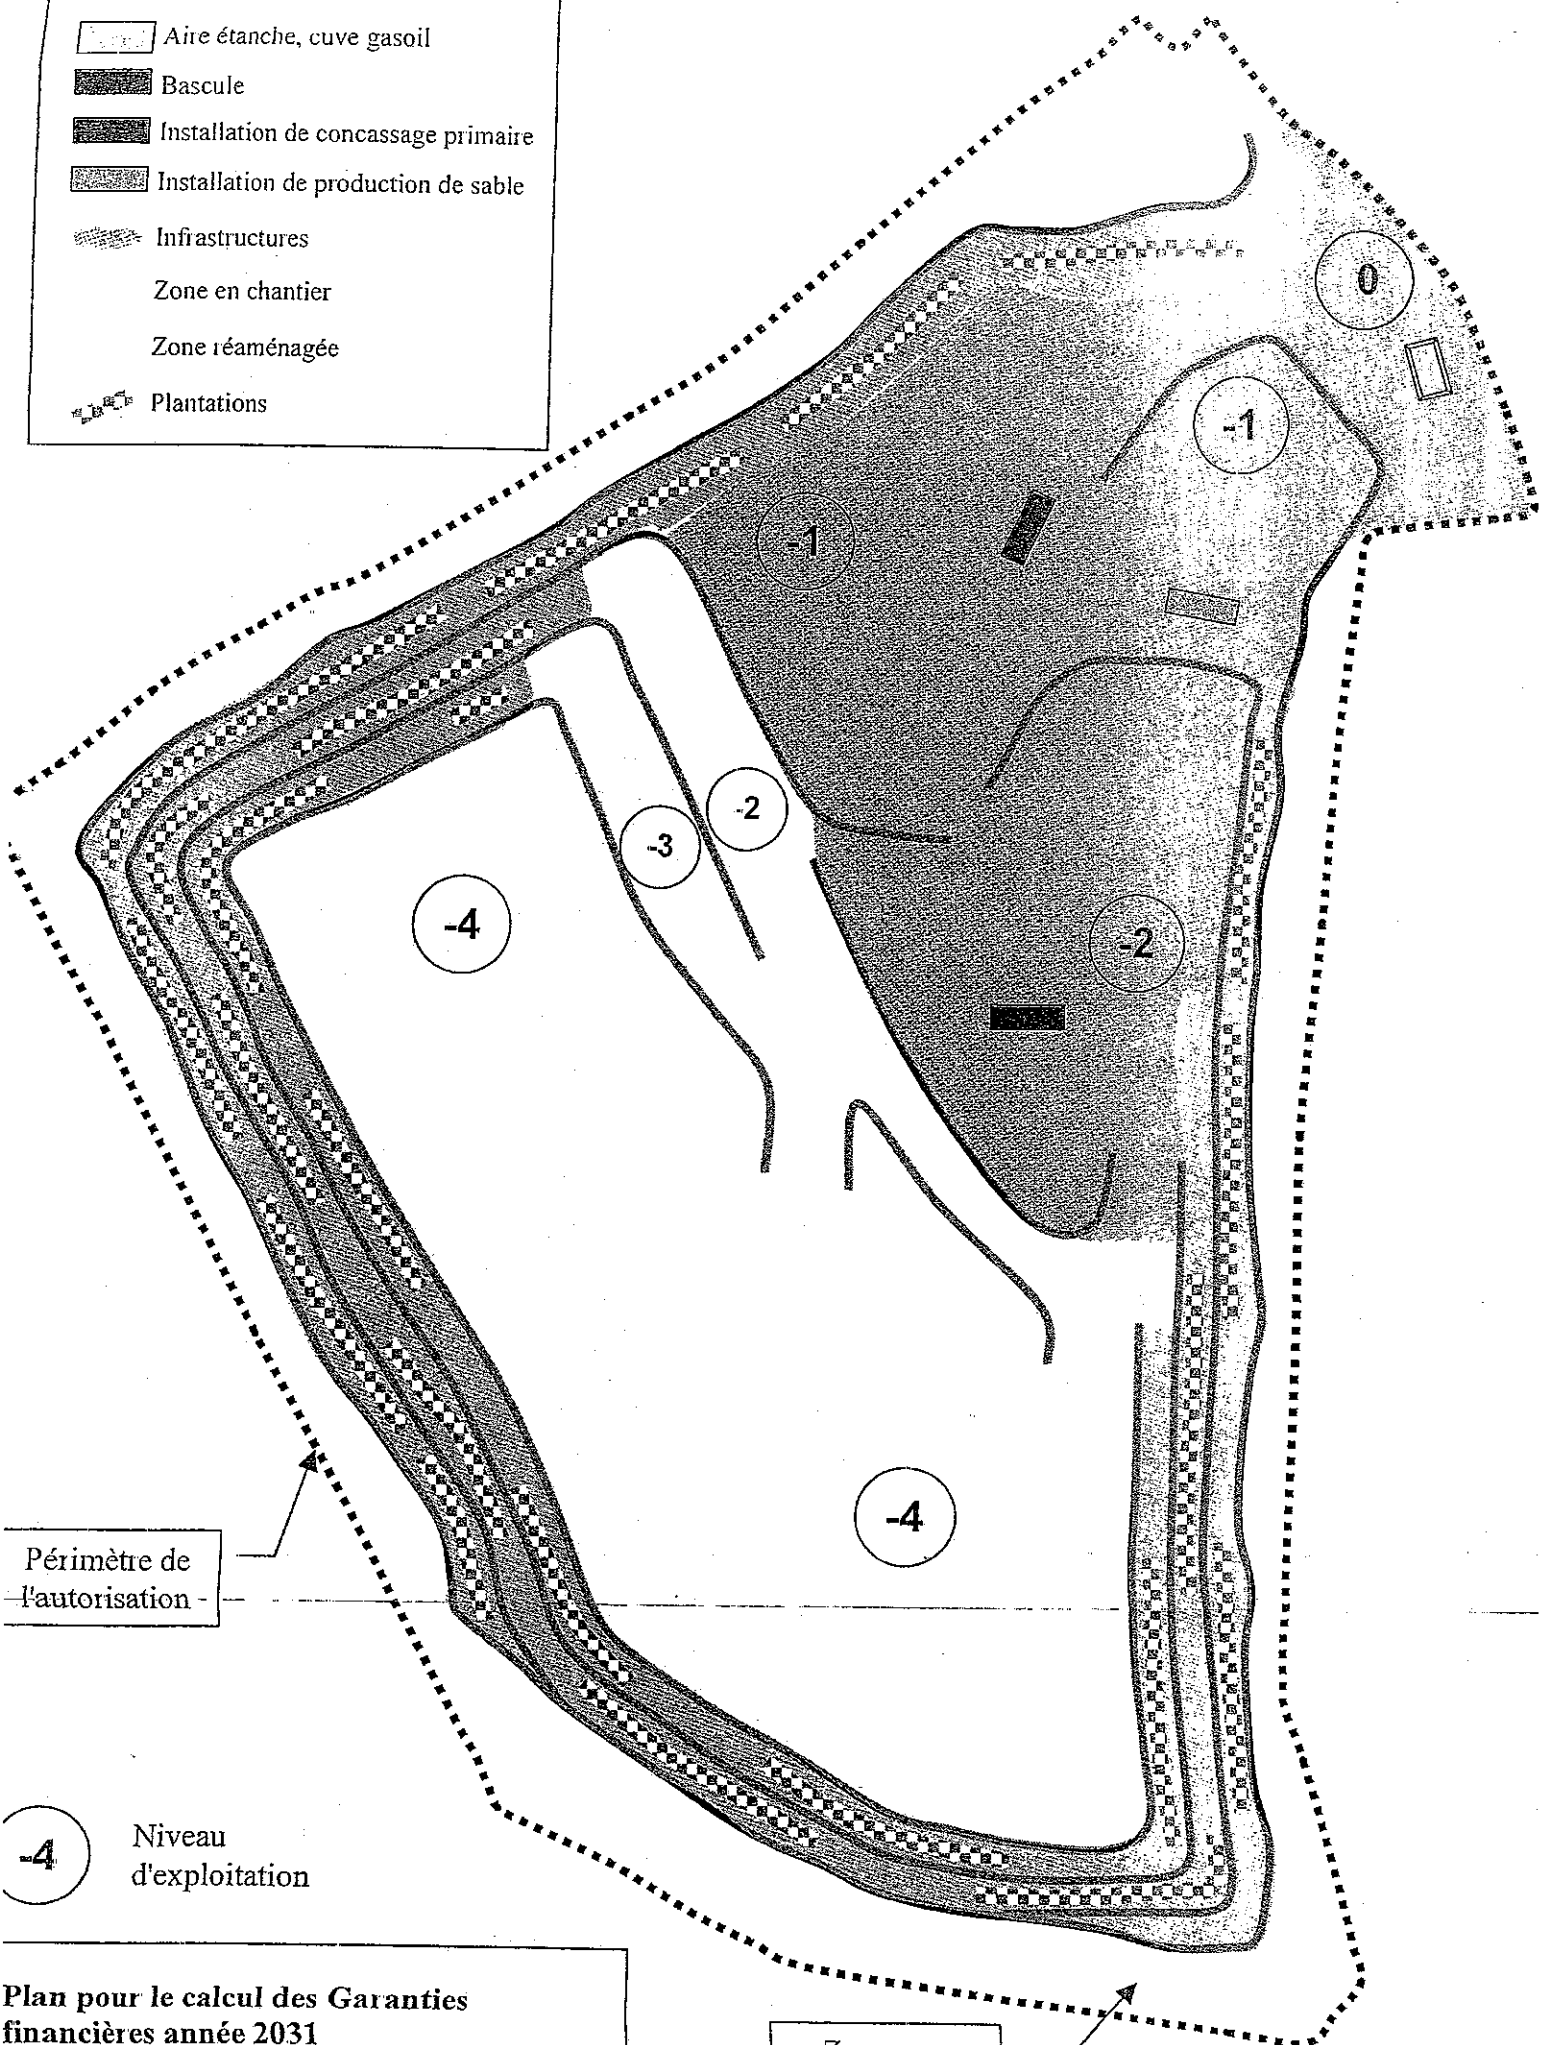 Aire étanche, cuve gasoil
Bascule
Installation de concassage primaire
Installation de production de sable
Infrastructures
Zone en chantier
Zone réaménagée
Plantations
0
-1
-1
-2
-3
-4
-2
-4
Périmètre de
l'autorisation
-4
Niveau
d'exploitation
Plan pour le calcul des Garanties
financières année 2031